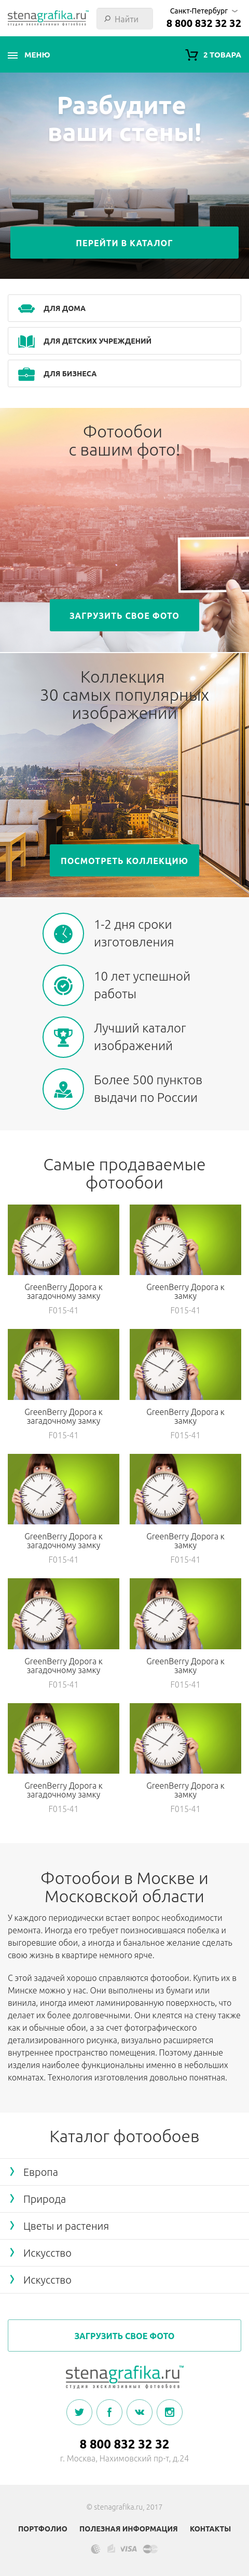 stenagrafika.ru™
студия эксклюзивных фотообоев
Найти
Санкт-Петербург
8 800 832 32 32
МЕНЮ
2 ТОВАРА
Разбудите
ваши стены!
ПЕРЕЙТИ В КАТАЛОГ
ДЛЯ ДОМА
ДЛЯ ДЕТСКИХ УЧРЕЖДЕНИЙ
ДЛЯ БИЗНЕСА
Фотообои
с вашим фото!
ЗАГРУЗИТЬ СВОЕ ФОТО
Коллекция
30 самых популярных
изображений
ПОСМОТРЕТЬ КОЛЛЕКЦИЮ
1-2 дня сроки
изготовления
10 лет успешной
работы
Лучший каталог
изображений
Более 500 пунктов
выдачи по России
Самые продаваемые
фотообои
GreenBerry Дорога к
загадочному замку
F015-41
GreenBerry Дорога к
замку
F015-41
GreenBerry Дорога к
загадочному замку
F015-41
GreenBerry Дорога к
замку
F015-41
GreenBerry Дорога к
загадочному замку
F015-41
GreenBerry Дорога к
замку
F015-41
GreenBerry Дорога к
загадочному замку
F015-41
GreenBerry Дорога к
замку
F015-41
GreenBerry Дорога к
загадочному замку
F015-41
GreenBerry Дорога к
замку
F015-41
Фотообои в Москве и
Московской области
У каждого периодически встает вопрос необходимости
ремонта. Иногда его требует поизносившаяся побелка и
выгоревшие обои, а иногда и банальное желание сделать
свою жизнь в квартире немного ярче.
С этой задачей хорошо справляются фотообои. Купить их в
Минске можно у нас. Они выполнены из бумаги или
винила, иногда имеют ламинированную поверхность, что
делает их более долговечными. Они клеятся на стену также
как и обычные обои, а за счет фотографического
детализированного рисунка, визуально расширяется
внутреннее пространство помещения. Поэтому данные
изделия наиболее функциональны именно в небольших
комнатах. Технология изготовления довольно понятная.
Каталог фотообоев
Европа
Природа
Цветы и растения
Искусство
Искусство
ЗАГРУЗИТЬ СВОЕ ФОТО
stenagrafika.ru™
студия эксклюзивных фотообоев
8 800 832 32 32
г. Москва, Нахимовский пр-т, д.24
© stenagrafika.ru, 2017
ПОРТФОЛИО
ПОЛЕЗНАЯ ИНФОРМАЦИЯ
КОНТАКТЫ
VISA